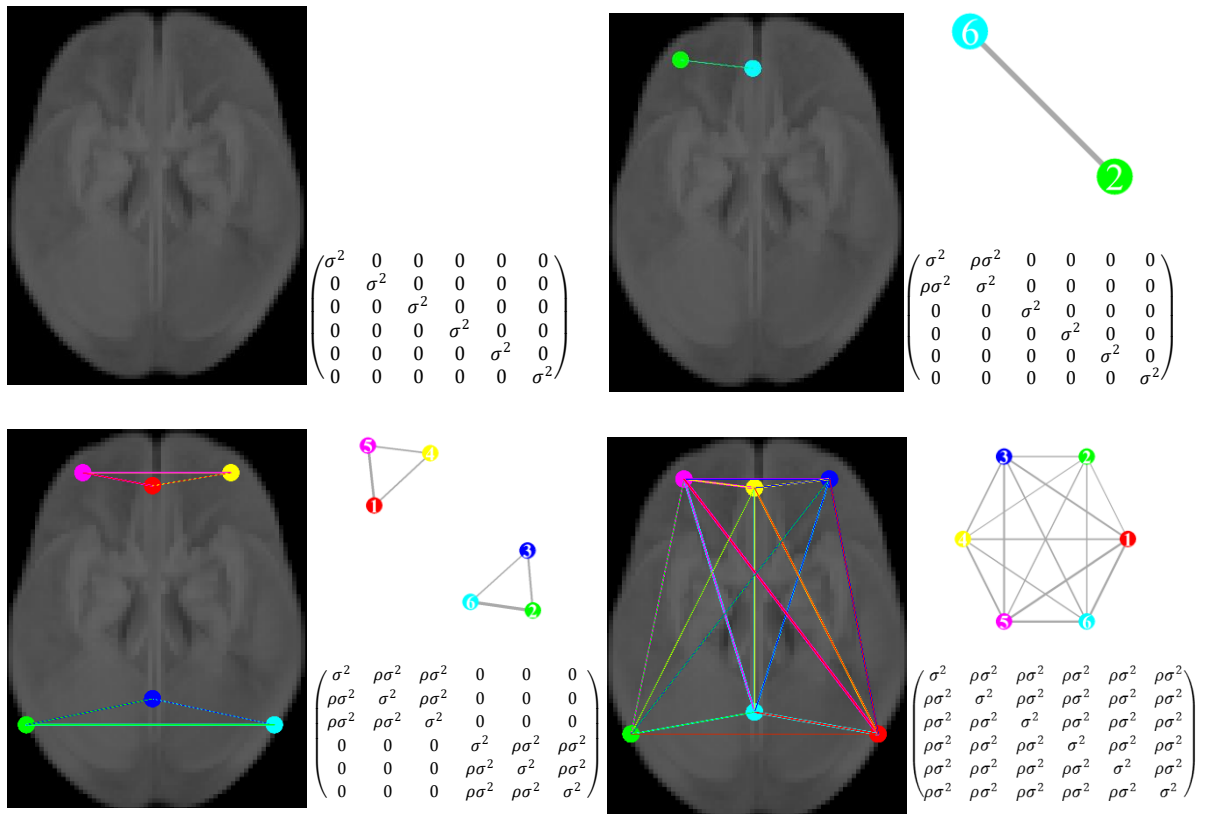 6
2
σ² 0 0 0 0 0
0 σ² 0 0 0 0
0 0 σ² 0 0 0
0 0 0 σ² 0 0
0 0 0 0 σ² 0
0 0 0 0 0 σ²
σ² ρσ² 0 0 0 0
ρσ² σ² 0 0 0 0
0 0 σ² 0 0 0
0 0 0 σ² 0 0
0 0 0 0 σ² 0
0 0 0 0 0 σ²
5 4
1
3
6 2
σ² ρσ² ρσ² 0 0 0
ρσ² σ² ρσ² 0 0 0
ρσ² ρσ² σ² 0 0 0
0 0 0 σ² ρσ² ρσ²
0 0 0 ρσ² σ² ρσ²
0 0 0 ρσ² ρσ² σ²
3 2
4 1
5 6
σ² ρσ² ρσ² ρσ² ρσ² ρσ²
ρσ² σ² ρσ² ρσ² ρσ² ρσ²
ρσ² ρσ² σ² ρσ² ρσ² ρσ²
ρσ² ρσ² ρσ² σ² ρσ² ρσ²
ρσ² ρσ² ρσ² ρσ² σ² ρσ²
ρσ² ρσ² ρσ² ρσ² ρσ² σ²